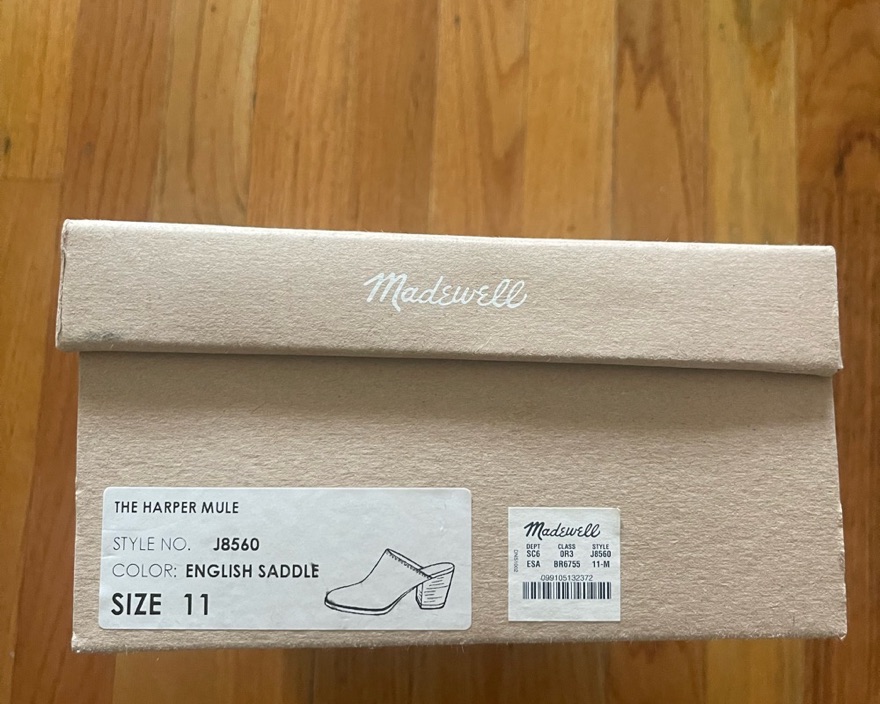 Madewell
THE HARPER MULE
STYLE NO. J8560
COLOR: ENGLISH SADDLE
SIZE 11
Madewell
DEPT CLASS STYLE
SC6 0R3 J8560
ESA BR6755 11-M
099105132372